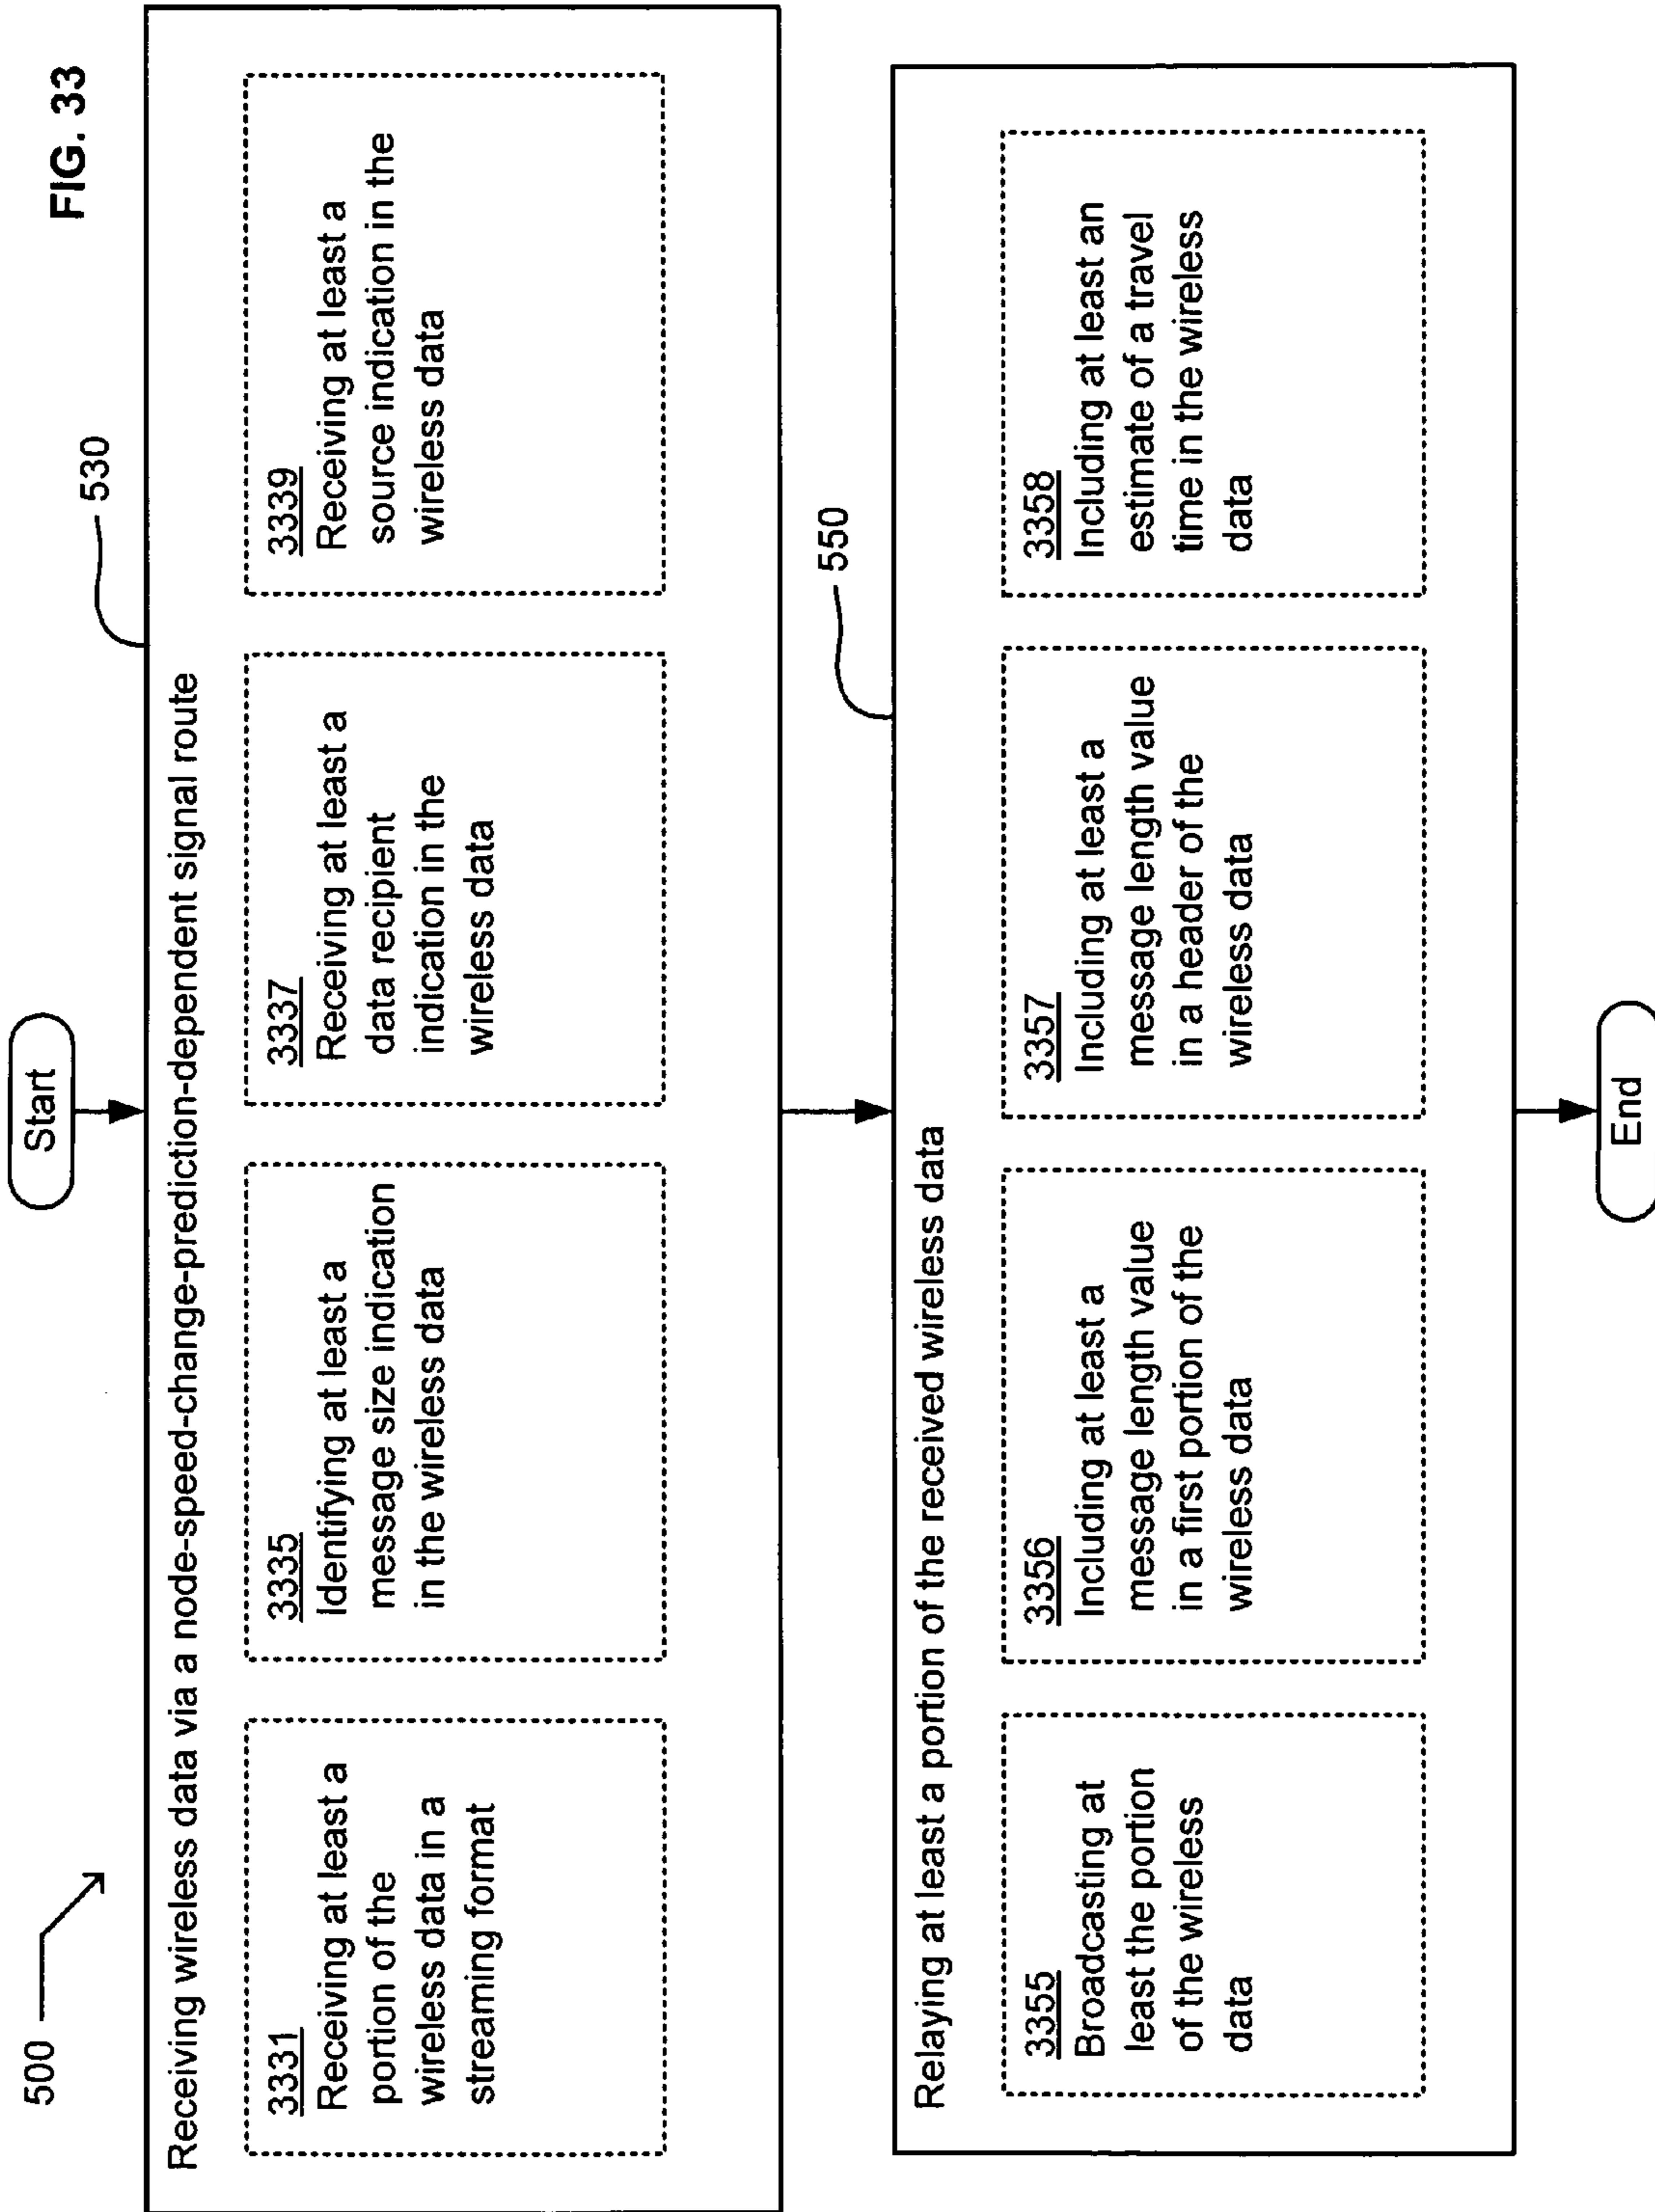 FIG. 33
500
Start
530
Receiving wireless data via a node-speed-change-prediction-dependent signal route
3331
Receiving at least a
portion of the
wireless data in a
streaming format
3335
Identifying at least a
message size indication
in the wireless data
3337
Receiving at least a
data recipient
indication in the
wireless data
3339
Receiving at least a
source indication in the
wireless data
550
Relaying at least a portion of the received wireless data
3355
Broadcasting at
least the portion
of the wireless
data
3356
Including at least a
message length value
in a first portion of the
wireless data
3357
Including at least a
message length value
in a header of the
wireless data
3358
Including at least an
estimate of a travel
time in the wireless
data
End